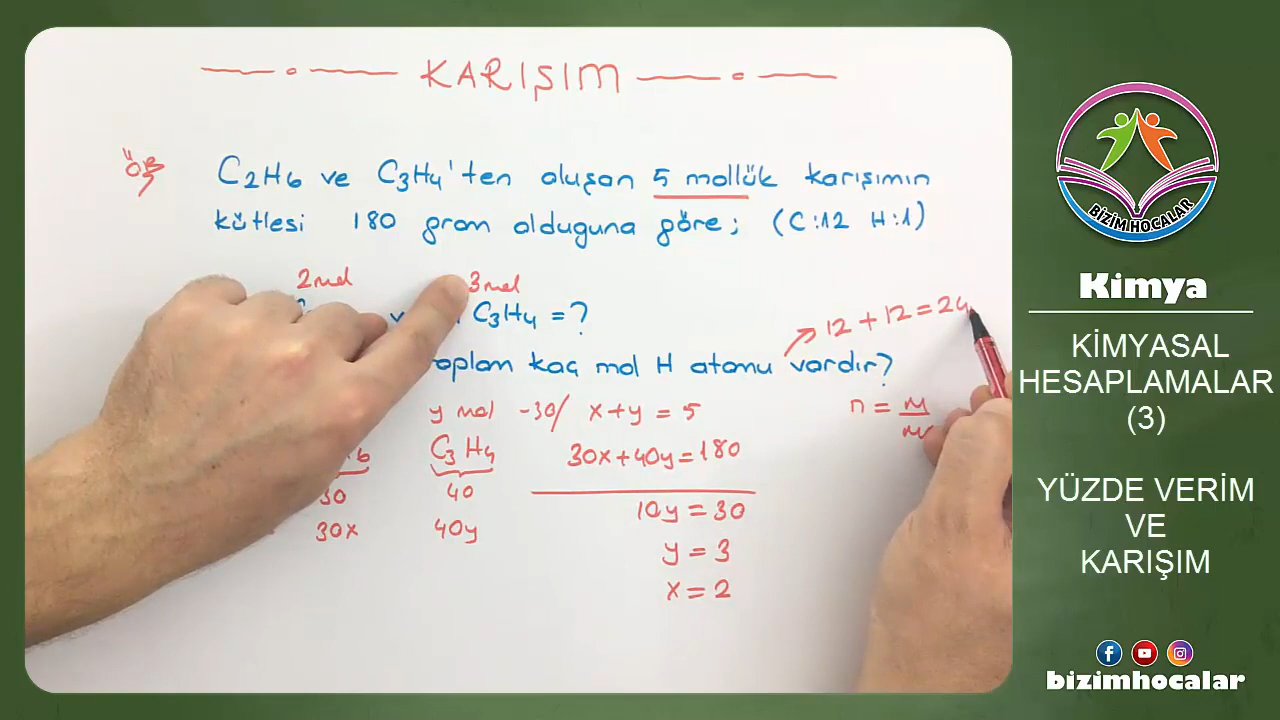 KARIŞIM
Ör
C2H6 ve C3H4'ten oluşan 5 mollük karışımın
kütlesi 180 gram olduguna göre; (C:12 H:1)
2mol 3mol
C3H4 = ?
12 + 12 = 24
toplam kaç mol H atomu vardır?
y mol -30/ x+y = 5 n = m
C3H4 30x+40y=180
30 40 10y = 30
30x 40y y = 3
x = 2
BİZİM HOCALAR
Kimya
KİMYASAL
HESAPLAMALAR
(3)
YÜZDE VERİM
VE
KARIŞIM
bizimhocalar